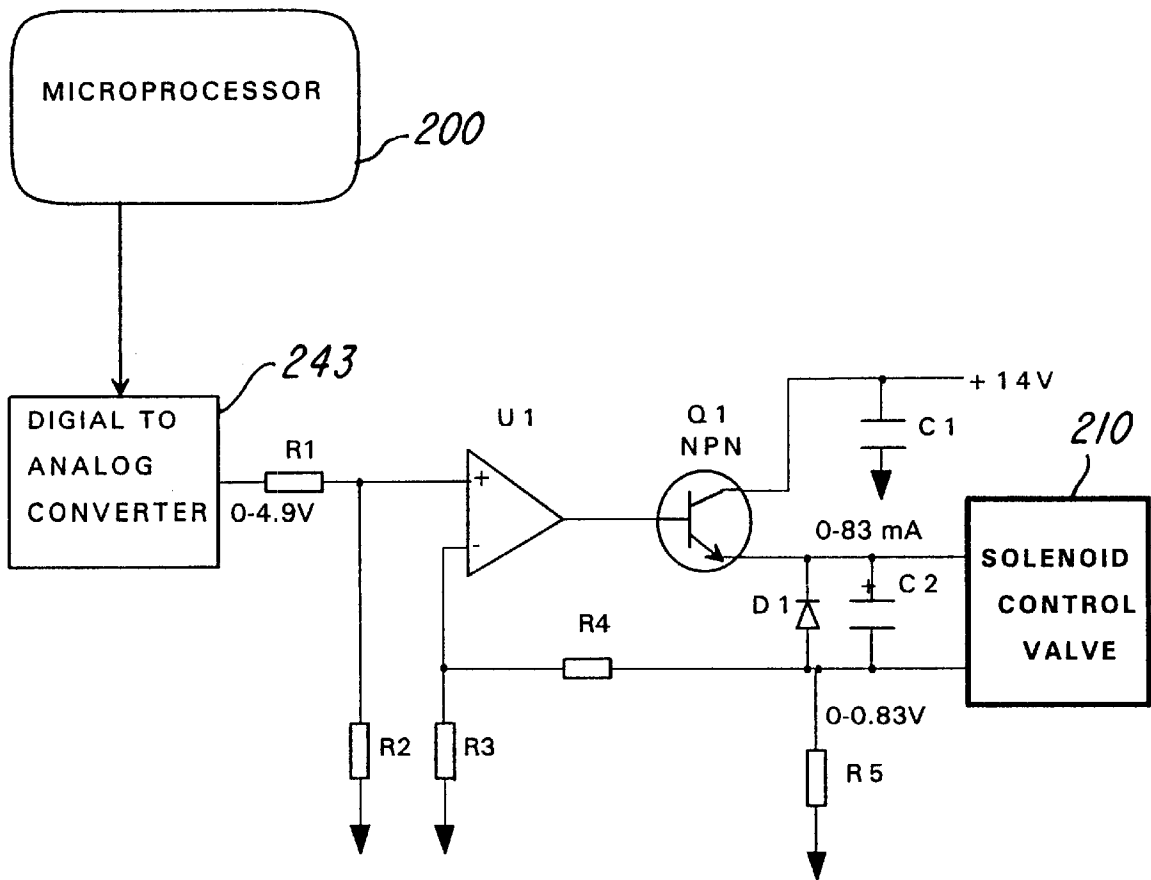 MICROPROCESSOR
200
243
DIGIAL TO
ANALOG
CONVERTER
R1
0-4.9V
U1
+
-
Q1
NPN
+14V
C1
210
0-83 mA
SOLENOID
CONTROL
VALVE
+
C2
D1
R4
0-0.83V
R2
R3
R5